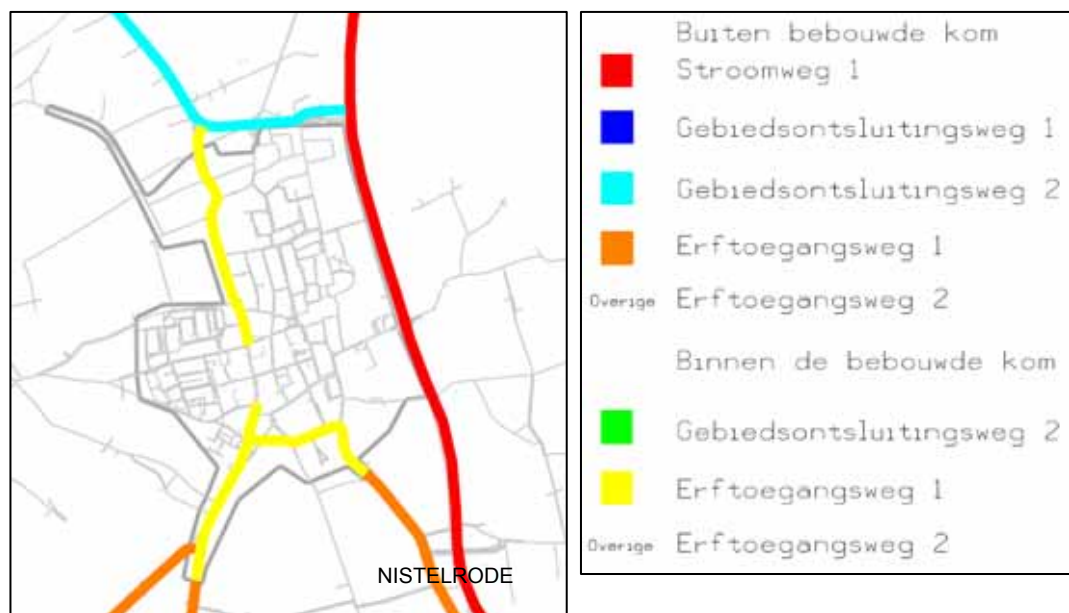 NISTELRODE
Buiten bebouwde kom
Stroomweg 1
Gebiedsontsluitingsweg 1
Gebiedsontsluitingsweg 2
Erftoegangsweg 1
Overige Erftoegangsweg 2
Binnen de bebouwde kom
Gebiedsontsluitingsweg 2
Erftoegangsweg 1
Overige Erftoegangsweg 2